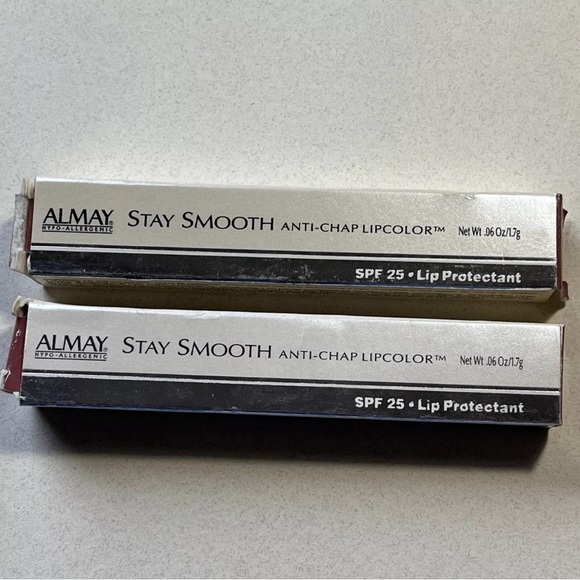 ALMAY® STAY SMOOTH ANTI-CHAP LIPCOLOR™ Net Wt .06 Oz/1.7g
HYPO-ALLERGENIC
SPF 25 • Lip Protectant
ALMAY® STAY SMOOTH ANTI-CHAP LIPCOLOR™ Net Wt .06 Oz/1.7g
HYPO-ALLERGENIC
SPF 25 • Lip Protectant